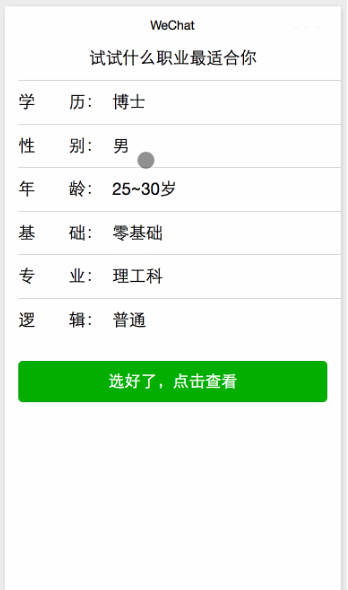 WeChat
试试什么职业最适合你
学 历： 博士
性 别： 男
年 龄： 25~30岁
基 础： 零基础
专 业： 理工科
逻 辑： 普通
选好了，点击查看